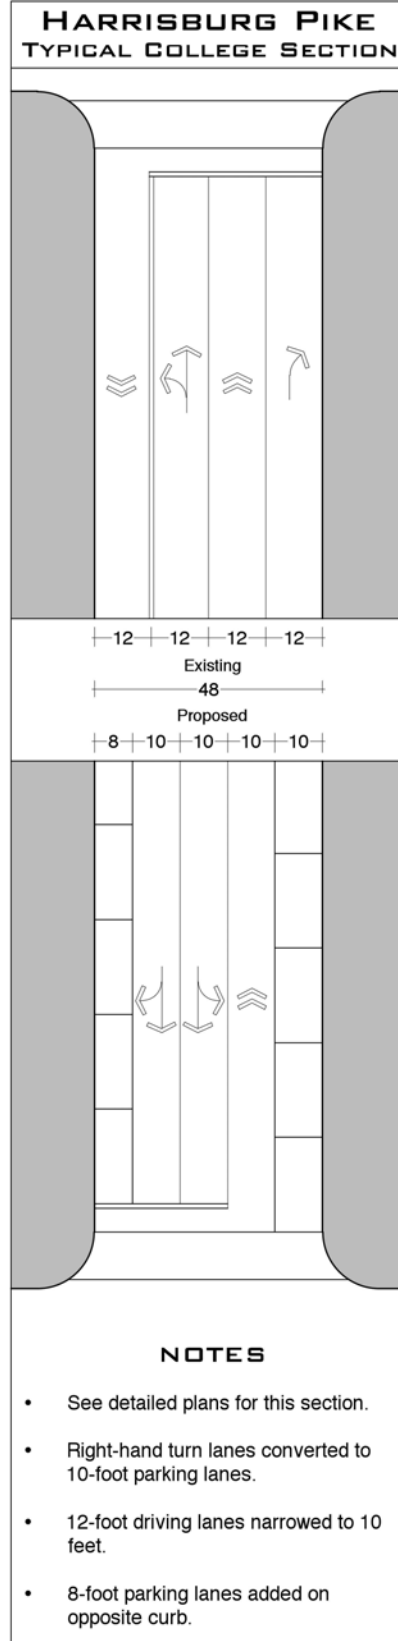 Harrisburg Pike
Typical College Section
12 12 12 12
Existing
48
Proposed
8 10 10 10 10
NOTES
• See detailed plans for this section.
• Right-hand turn lanes converted to
10-foot parking lanes.
• 12-foot driving lanes narrowed to 10
feet.
• 8-foot parking lanes added on
opposite curb.